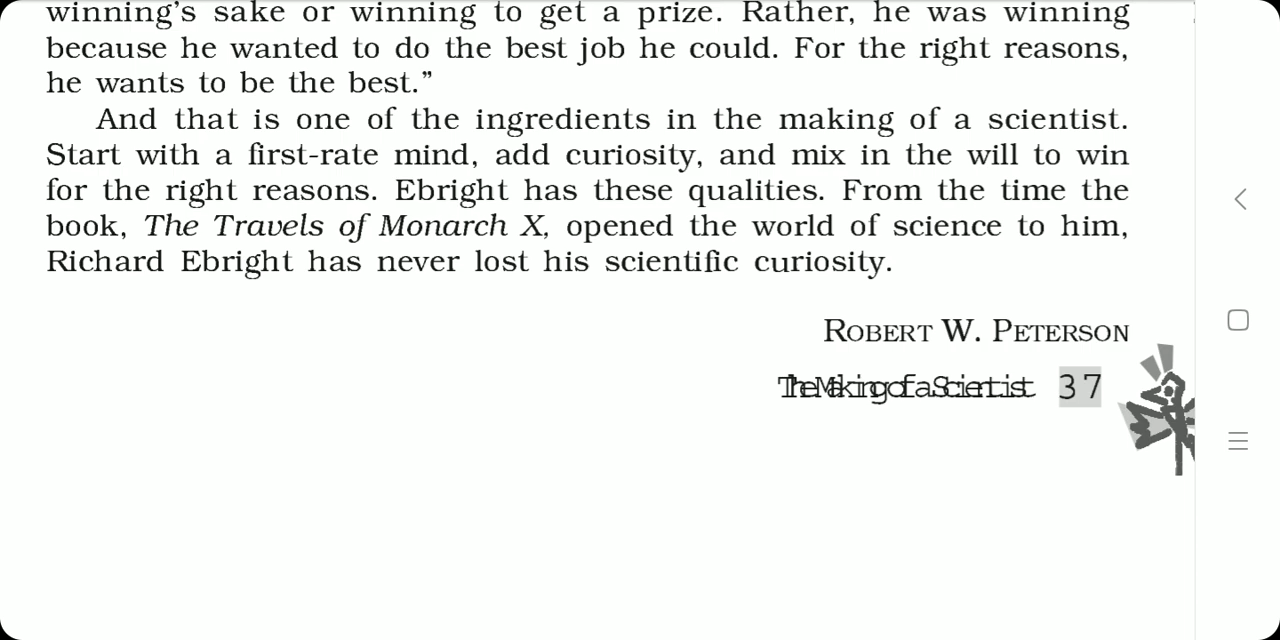 winning’s sake or winning to get a prize. Rather, he was winning
because he wanted to do the best job he could. For the right reasons,
he wants to be the best.”
And that is one of the ingredients in the making of a scientist.
Start with a first-rate mind, add curiosity, and mix in the will to win
for the right reasons. Ebright has these qualities. From the time the
book, The Travels of Monarch X, opened the world of science to him,
Richard Ebright has never lost his scientific curiosity.
ROBERT W. PETERSON
The Making of a Scientist 37